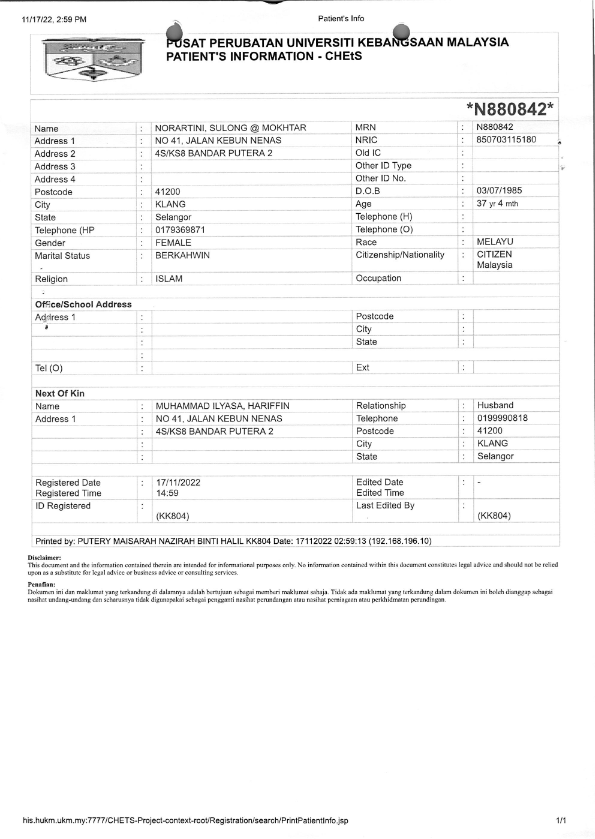 11/17/22, 2:59 PM Patient's Info
PUSAT PERUBATAN UNIVERSITI KEBANGSAAN MALAYSIA
PATIENT'S INFORMATION - CHEtS
*N880842*
Name : NORARTINI, SULONG @ MOKHTAR MRN : N880842
Address 1 : NO 41, JALAN KEBUN NENAS NRIC : 850703115180
Address 2 : 4S/KS8 BANDAR PUTERA 2 Old IC :
Address 3 : Other ID Type :
Address 4 : Other ID No. :
Postcode : 41200 D.O.B : 03/07/1985
City : KLANG Age : 37 yr 4 mth
State : Selangor Telephone (H) :
Telephone (HP : 0179369871 Telephone (O) :
Gender : FEMALE Race : MELAYU
Marital Status : BERKAHWIN Citizenship/Nationality : CITIZEN
Malaysia
Religion : ISLAM Occupation :
:
Office/School Address
Address 1 : Postcode :
: City :
: State :
:
Tel (O) : Ext :
Next Of Kin
Name : MUHAMMAD ILYASA, HARIFFIN Relationship : Husband
Address 1 : NO 41, JALAN KEBUN NENAS Telephone : 0199990818
: 4S/KS8 BANDAR PUTERA 2 Postcode : 41200
: City : KLANG
: State : Selangor
Registered Date : 17/11/2022 Edited Date : -
Registered Time 14:59 Edited Time
ID Registered : Last Edited By :
(KK804) (KK804)
Printed by: PUTERY MAISARAH NAZIRAH BINTI HALIL KK804 Date: 17112022 02:59:13 (192.168.196.10)
Disclaimer:
This document and the information contained therein are intended for informational purposes only. No information contained within this document constitutes legal advice and should not be relied
upon as a substitute for legal advice or business advice or consulting services.
Penafian:
Dokumen ini dan maklumat yang terkandung di dalamnya adalah bertujuan sebagai memberi maklumat sahaja. Tidak ada maklumat yang terkandung dalam dokumen ini boleh dianggap sebagai
nasihat undang-undang dan seharusnya tidak digunapakai sebagai pengganti nasihat perundangan atau nasihat perniagaan atau perkhidmatan perundingan.
his.hukm.ukm.my:7777/CHETS-Project-context-root/Registration/search/PrintPatientInfo.jsp 1/1